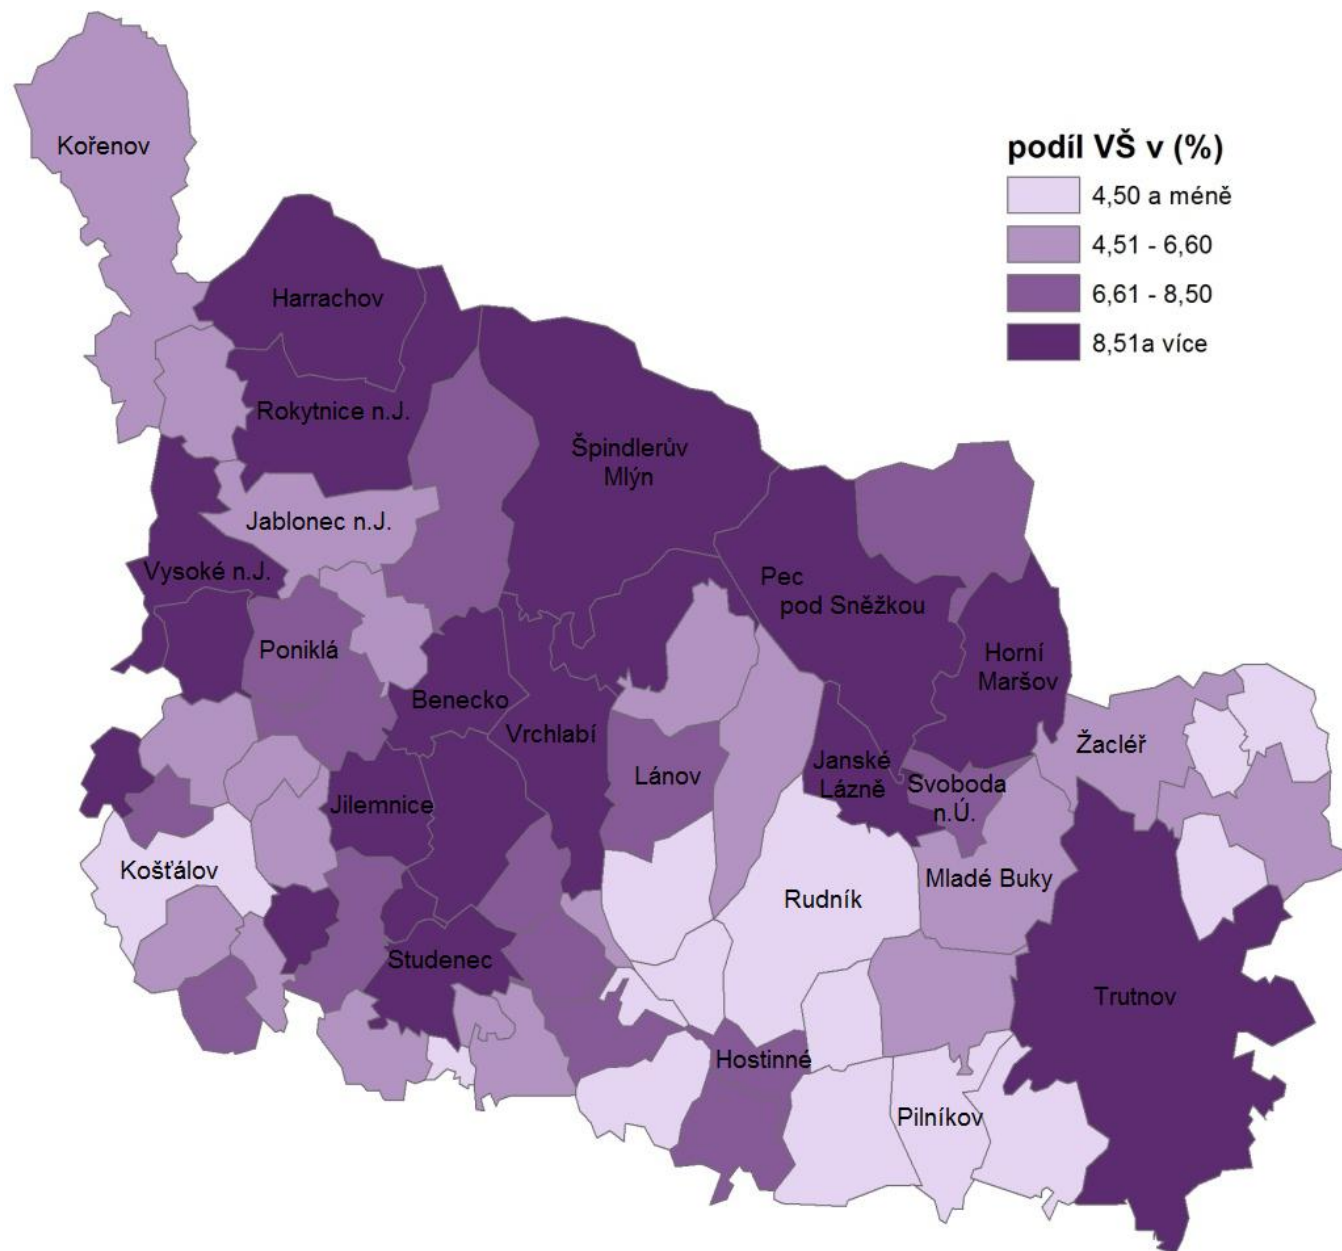 Kořenov
podíl VŠ v (%)
4,50 a méně
4,51 - 6,60
6,61 - 8,50
8,51a více
Harrachov
Rokytnice n.J.
Špindlerův
Mlýn
Jablonec n.J.
Vysoké n.J.
Pec
pod Sněžkou
Poniklá
Horní
Maršov
Benecko
Vrchlabí
Žacléř
Lánov
Janské
Lázně
Svoboda
n.Ú.
Jilemnice
Košťálov
Mladé Buky
Rudník
Studenec
Trutnov
Hostinné
Pilníkov